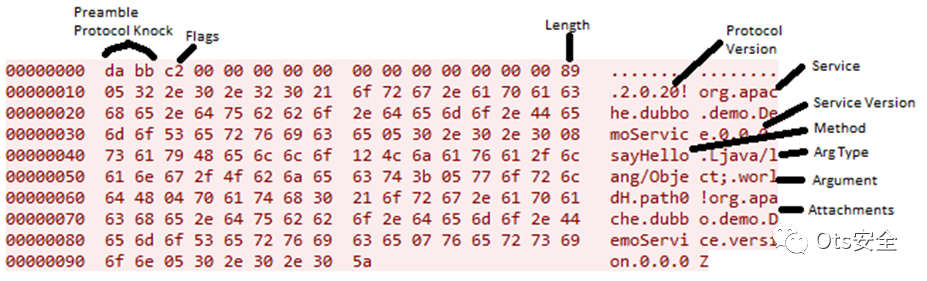 Preamble
Protocol Knock
Flags
Length
Protocol
Version
00000000 da bb c2 00 00 00 00 00 00 00 00 00 00 00 00 89 ........ ........
Service
00000010 05 32 2e 30 2e 32 30 21 6f 72 67 2e 61 70 61 63 .2.0.20! org.apac
00000020 68 65 2e 64 75 62 62 6f 2e 64 65 6d 6f 2e 44 65 he.dubbo .demo.De
Service Version
00000030 6d 6f 53 65 72 76 69 63 65 05 30 2e 30 2e 30 08 moServic e.0.0.0.
Method
00000040 73 61 79 48 65 6c 6c 6f 12 4c 6a 61 76 61 2f 6c sayHello .Ljava/l
Arg Type
00000050 61 6e 67 2f 4f 62 6a 65 63 74 3b 05 77 6f 72 6c ang/Obje ct;.worl
Argument
00000060 64 48 04 70 61 74 68 30 21 6f 72 67 2e 61 70 61 dH.path0 !org.apa
Attachments
00000070 63 68 65 2e 64 75 62 62 6f 2e 64 65 6d 6f 2e 44 che.dubb o.demo.D
00000080 65 6d 6f 53 65 72 76 69 63 65 07 76 65 72 73 69 emoServi ce.versi
00000090 6f 6e 05 30 2e 30 2e 30 5a on.0.0.0 Z
Ots安全